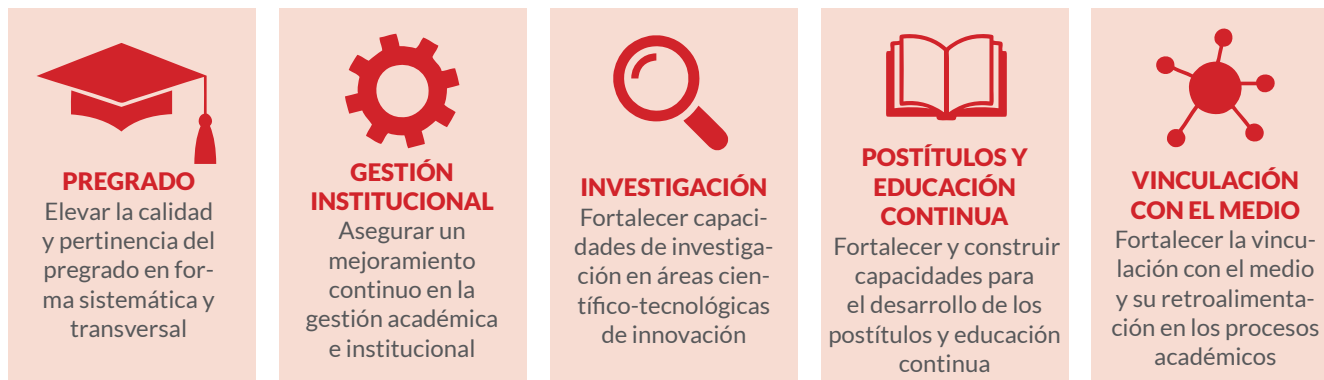 PREGRADO
Elevar la calidad
y pertinencia del
pregrado en for-
ma sistemática y
transversal
GESTIÓN
INSTITUCIONAL
Asegurar un
mejoramiento
continuo en la
gestión académica
e institucional
INVESTIGACIÓN
Fortalecer capaci-
dades de investiga-
ción en áreas cien-
tífico-tecnológicas
de innovación
POSTÍTULOS Y
EDUCACIÓN
CONTINUA
Fortalecer y construir
capacidades para
el desarrollo de los
postítulos y educación
continua
VINCULACIÓN
CON EL MEDIO
Fortalecer la vincu-
lación con el medio
y su retroalimenta-
ción en los procesos
académicos